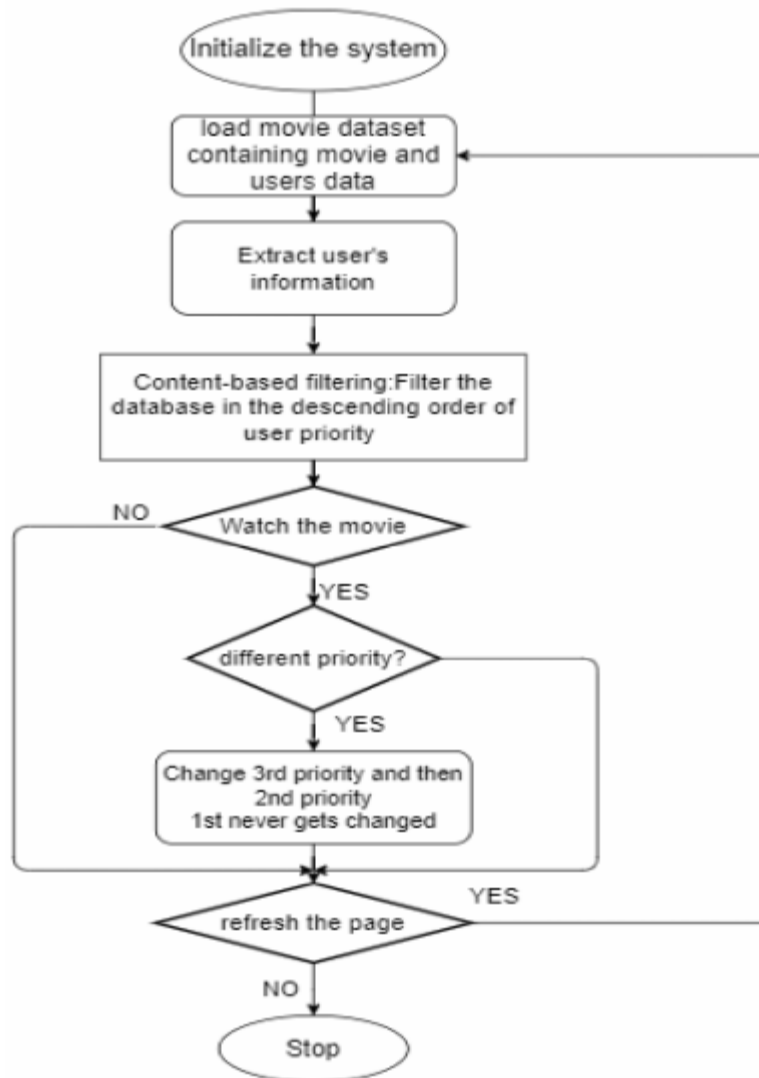 Initialize the system
load movie dataset
containing movie and
users data
Extract user's
information
Content-based filtering:Filter the
database in the descending order of
user priority
NO
Watch the movie
YES
different priority?
YES
Change 3rd priority and then
2nd priority
1st never gets changed
YES
refresh the page
NO
Stop